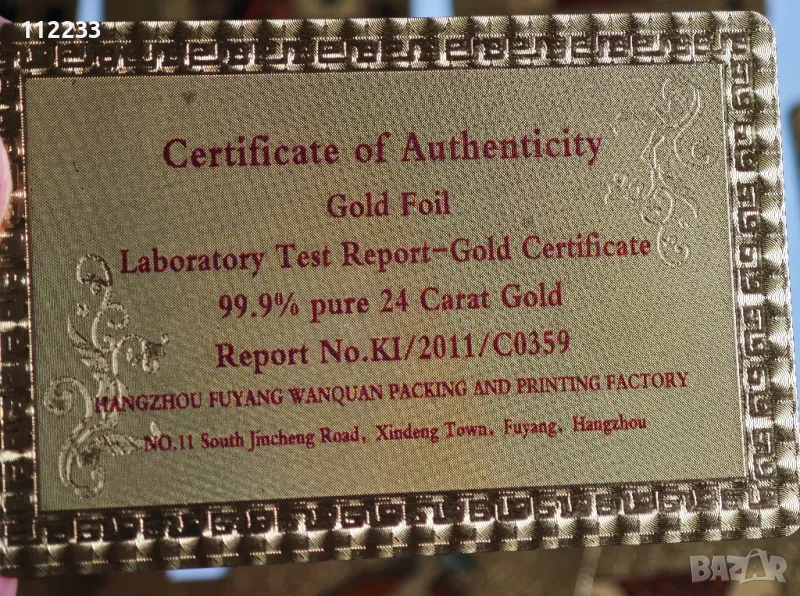 112233
Certificate of Authenticity
Gold Foil
Laboratory Test Report-Gold Certificate
99.9% pure 24 Carat Gold
Report No.KI/2011/C0359
HANGZHOU FUYANG WANQUAN PACKING AND PRINTING FACTORY
NO.11 South Jincheng Road, Xindeng Town, Fuyang, Hangzhou
BAZAR